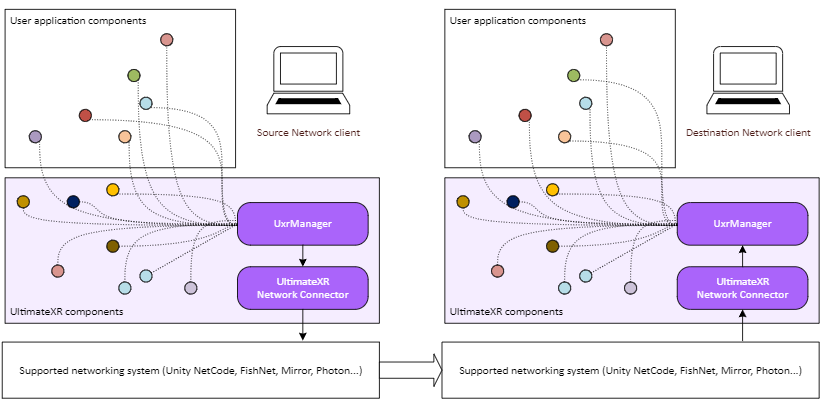 User application components
Source Network client
UxrManager
UltimateXR
Network Connector
UltimateXR components
Supported networking system (Unity NetCode, FishNet, Mirror, Photon...)
User application components
Destination Network client
UxrManager
UltimateXR
Network Connector
UltimateXR components
Supported networking system (Unity NetCode, FishNet, Mirror, Photon...)